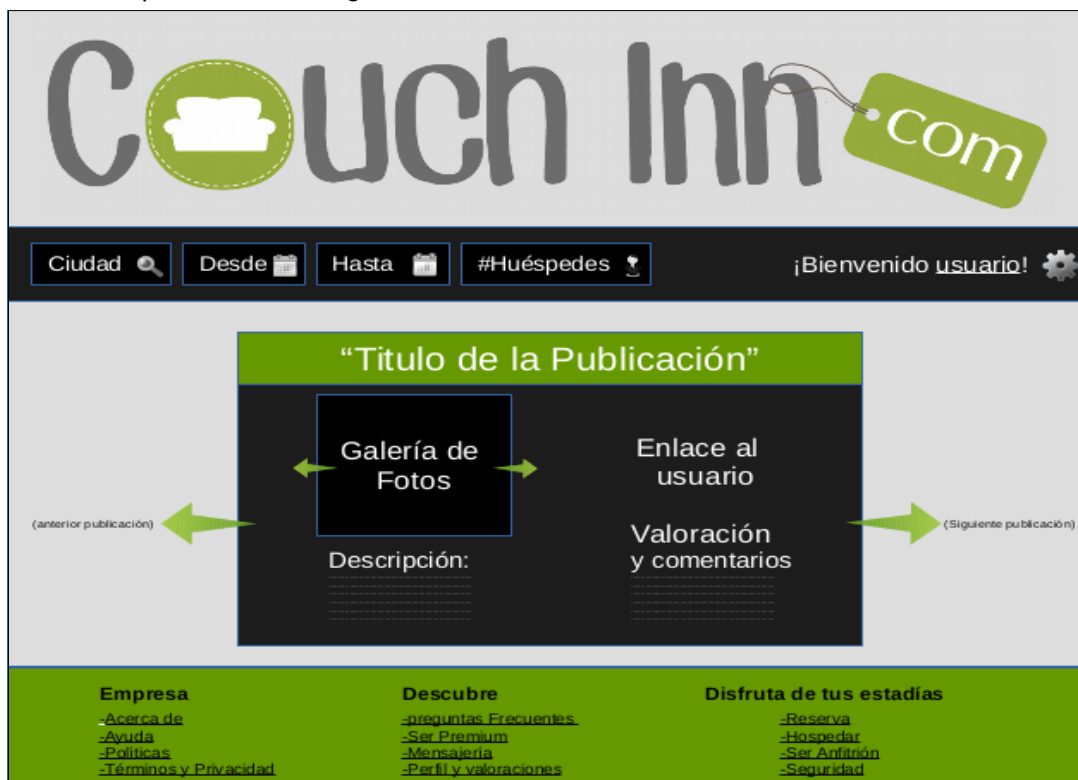 Couch Inn com
Ciudad Desde Hasta #Huéspedes ¡Bienvenido usuario!
“Titulo de la Publicación”
Galería de
Fotos
Enlace al
usuario
(anterior publicación)
(Siguiente publicación)
Descripción:
Valoración
y comentarios
Empresa
-Acerca de
-Ayuda
-Políticas
-Términos y Privacidad
Descubre
-preguntas Frecuentes
-Ser Premium
-Mensajería
-Perfil y valoraciones
Disfruta de tus estadías
-Reserva
-Hospedar
-Ser Anfitrión
-Seguridad